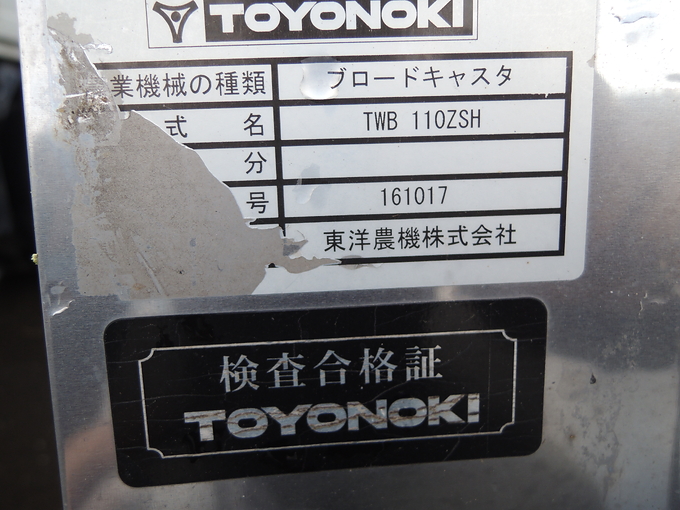 TOYONOKI
業機械の種類 ブロードキャスタ
式 名 TWB 110ZSH
分
号 161017
東洋農機株式会社
検査合格証
TOYONOKI